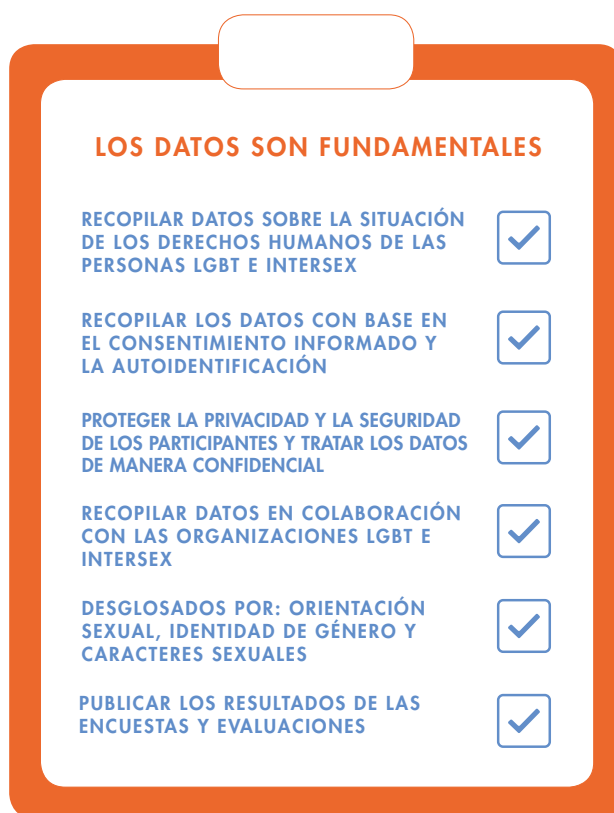 LOS DATOS SON FUNDAMENTALES
RECOPILAR DATOS SOBRE LA SITUACIÓN
DE LOS DERECHOS HUMANOS DE LAS
PERSONAS LGBT E INTERSEX
RECOPILAR LOS DATOS CON BASE EN
EL CONSENTIMIENTO INFORMADO Y
LA AUTOIDENTIFICACIÓN
PROTEGER LA PRIVACIDAD Y LA SEGURIDAD
DE LOS PARTICIPANTES Y TRATAR LOS DATOS
DE MANERA CONFIDENCIAL
RECOPILAR DATOS EN COLABORACIÓN
CON LAS ORGANIZACIONES LGBT E
INTERSEX
DESGLOSADOS POR: ORIENTACIÓN
SEXUAL, IDENTIDAD DE GÉNERO Y
CARACTERES SEXUALES
PUBLICAR LOS RESULTADOS DE LAS
ENCUESTAS Y EVALUACIONES